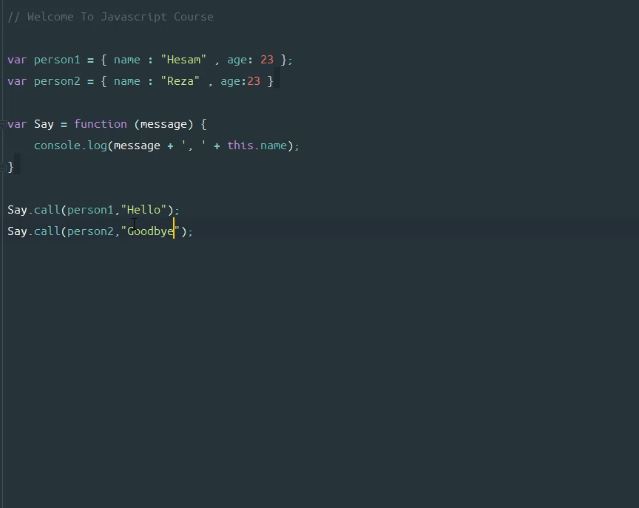 // Welcome To Javascript Course
var person1 = { name : "Hesam" , age: 23 };
var person2 = { name : "Reza" , age:23 }
var Say = function (message) {
console.log(message + ', ' + this.name);
}
Say.call(person1,"Hello");
Say.call(person2,"Goodbye");